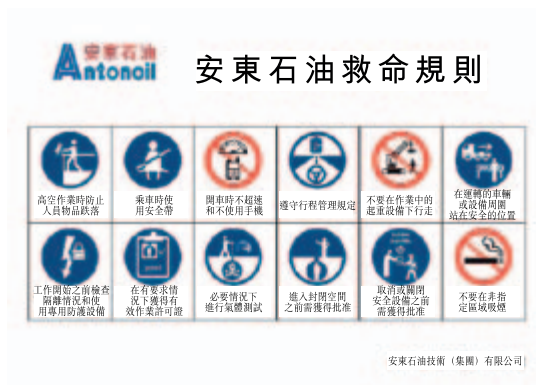 安東石油
Antonoil
安東石油救命規則
高空作業時防止
人員物品跌落
乘車時使
用安全帶
開車時不超速
和不使用手機
遵守行程管理規定
不要在作業中的
起重設備下行走
在運轉的車輛
或設備周圍
站在安全的位置
工作開始之前檢查
隔離情況和使
用專用防護設備
在有要求情
況下獲得有
效作業許可證
必要情況下
進行氣體測試
進入封閉空間
之前需獲得批准
取消或關閉
安全設備之前
需獲得批准
不要在非指
定區域吸煙
安東石油技術（集團）有限公司